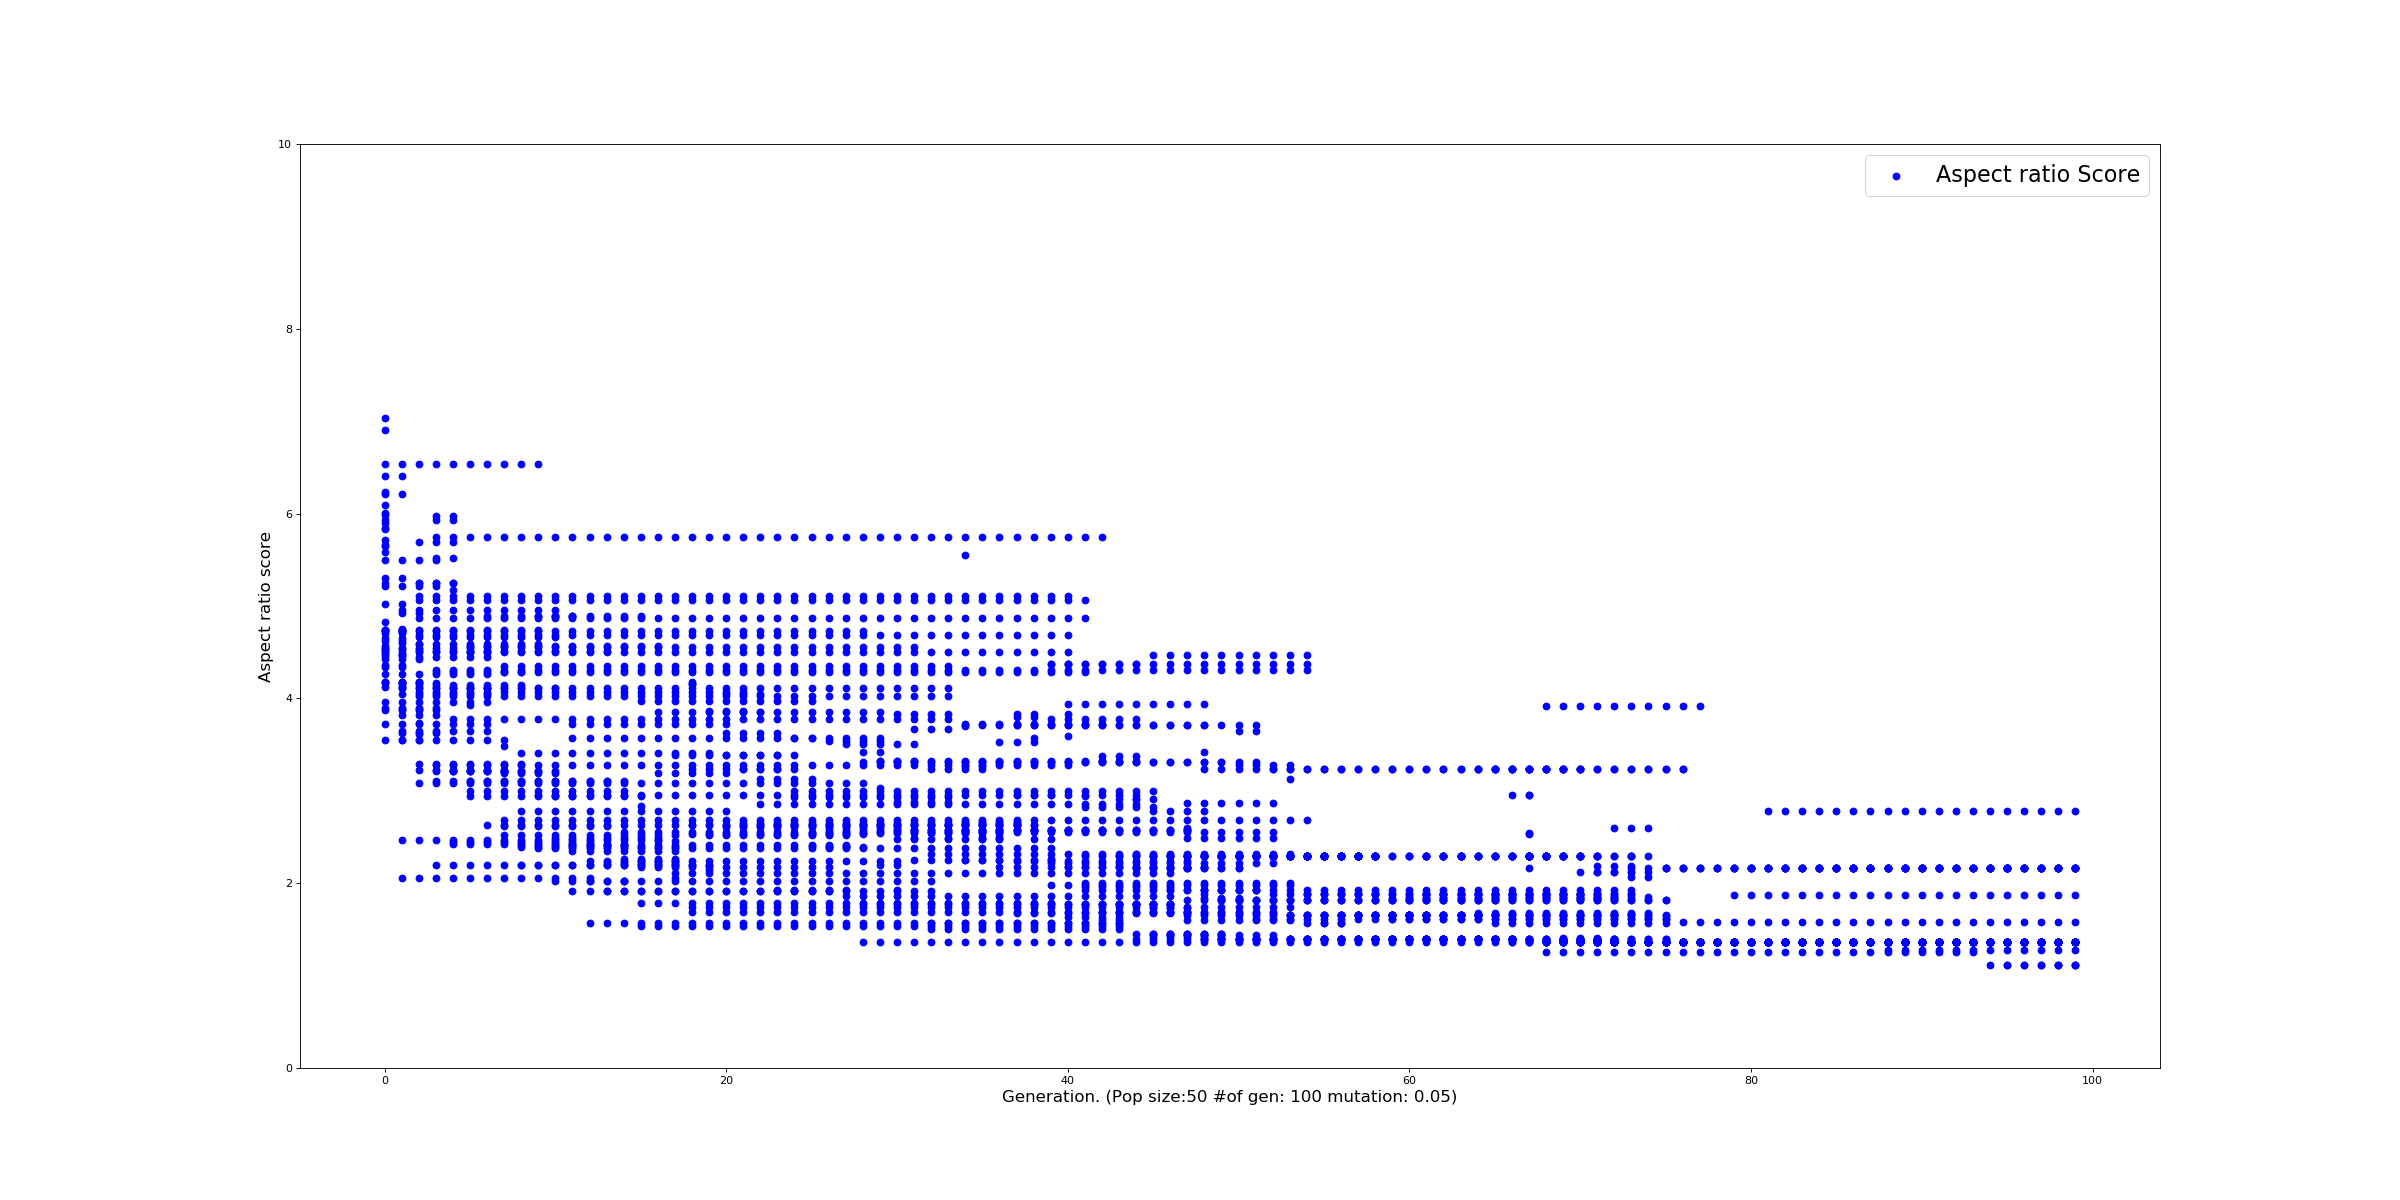 10
8
6
4
2
0
Aspect ratio score
Aspect ratio Score
0 20 40 60 80 100
Generation. (Pop size:50 #of gen: 100 mutation: 0.05)